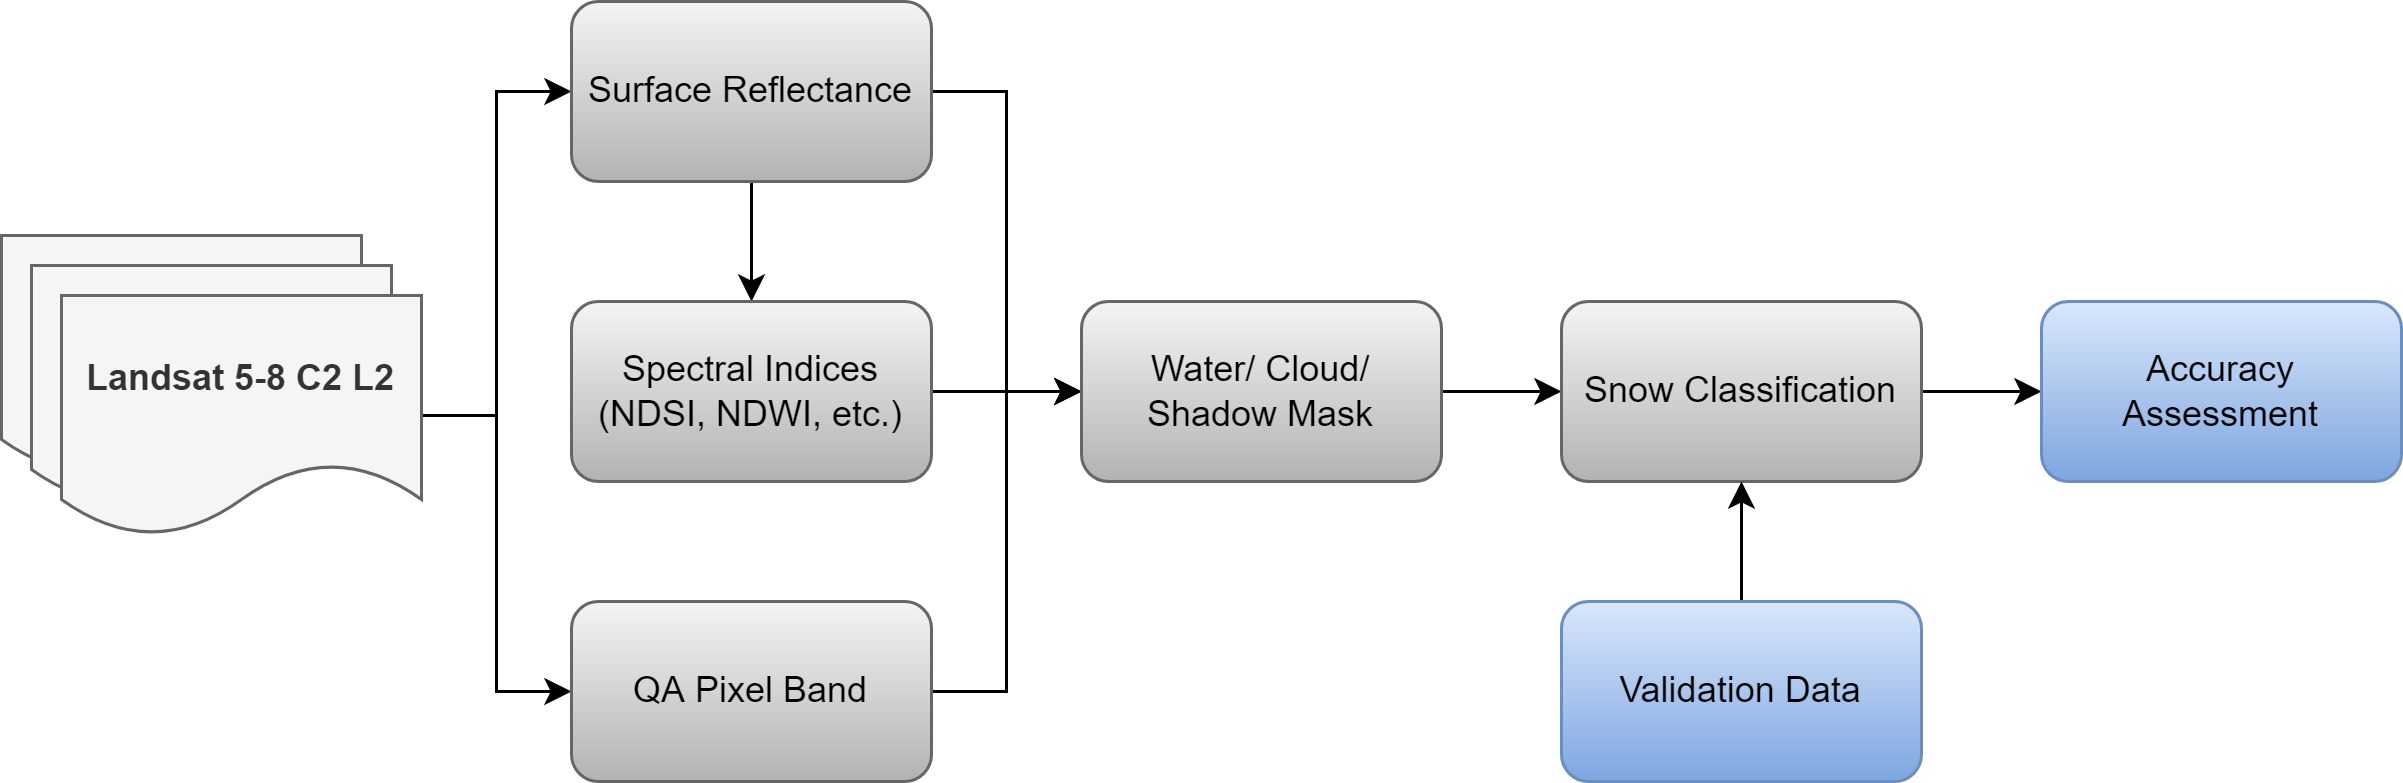 Surface Reflectance
Landsat 5-8 C2 L2
Spectral Indices
(NDSI, NDWI, etc.)
Water/ Cloud/
Shadow Mask
Snow Classification
Accuracy
Assessment
QA Pixel Band
Validation Data